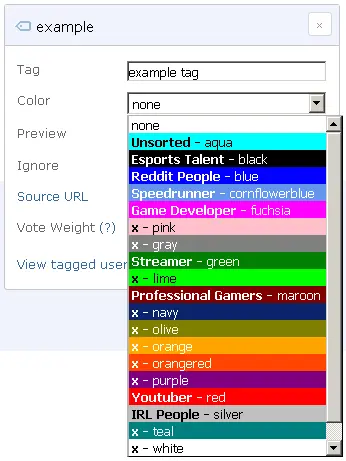 example
×
Tag
example tag
Color
none
none
Unsorted - aqua
Esports Talent - black
Preview
Reddit People - blue
Ignore
Speedrunner - cornflowerblue
Source URL
Game Developer - fuchsia
x - pink
Vote Weight (?)
x - gray
Streamer - green
View tagged user
x - lime
Professional Gamers - maroon
x - navy
x - olive
x - orange
x - orangered
x - purple
Youtuber - red
IRL People - silver
x - teal
x - white